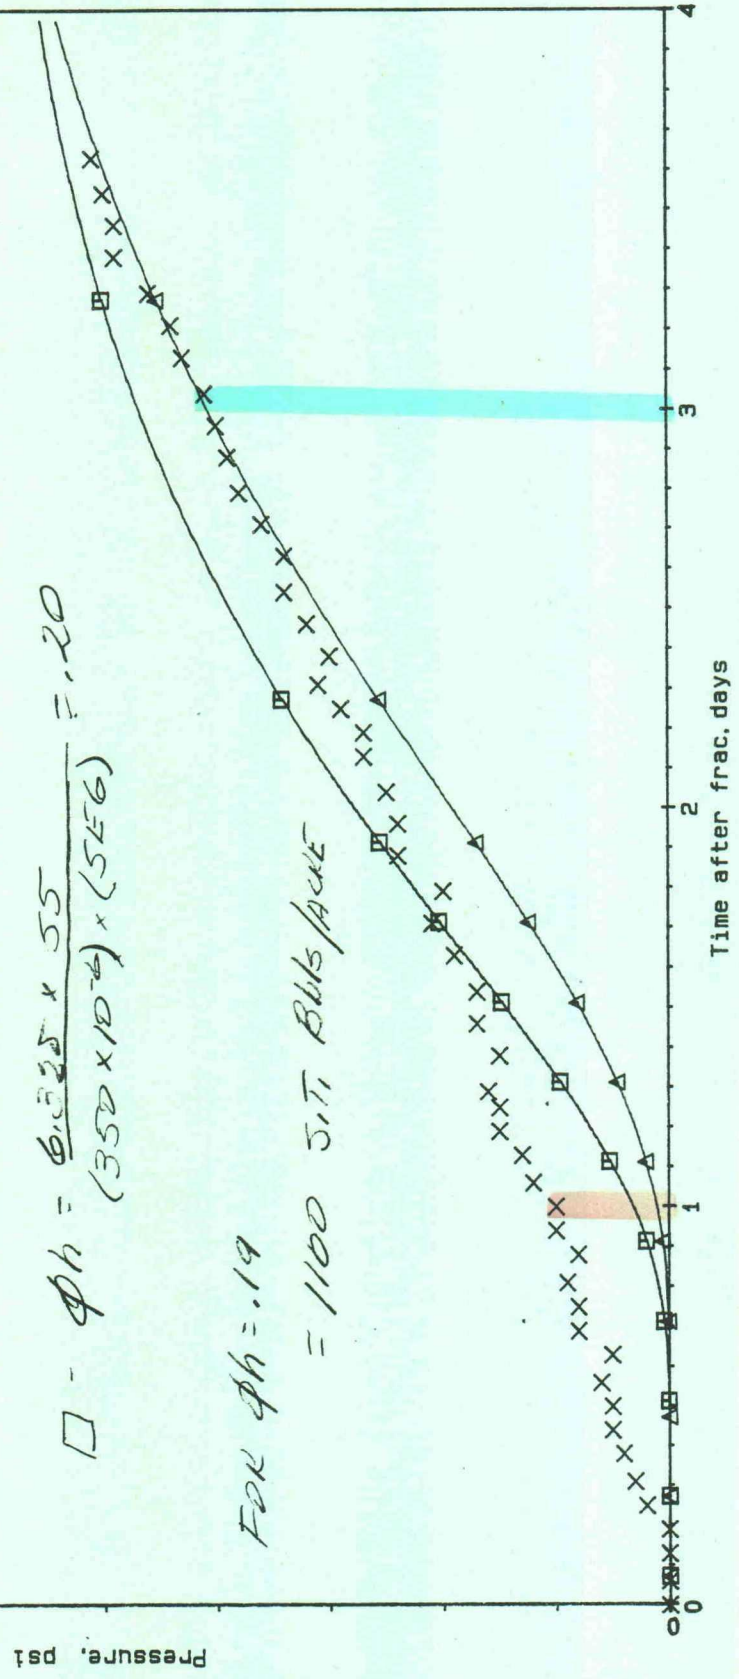 □ - φh = 6.325 x 55 / (350 x 10⁻⁶) x (5E6) = .20
FOR φh = .19
= 1100 S.T. Bbls/ACRE
Pressure, psi
0
0 1 2 3 4
Time after frac, days